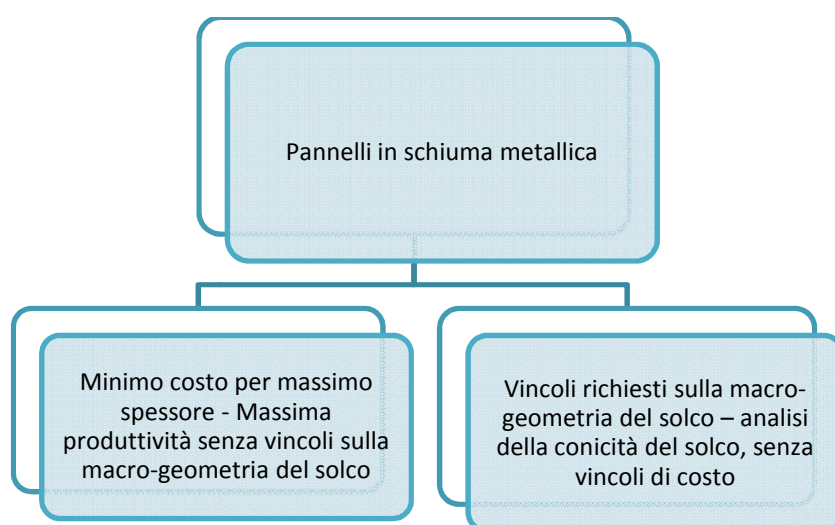 Pannelli in schiuma metallica
Minimo costo per massimo
spessore - Massima
produttività senza vincoli sulla
macro-geometria del solco
Vincoli richiesti sulla macro-
geometria del solco – analisi
della conicità del solco, senza
vincoli di costo